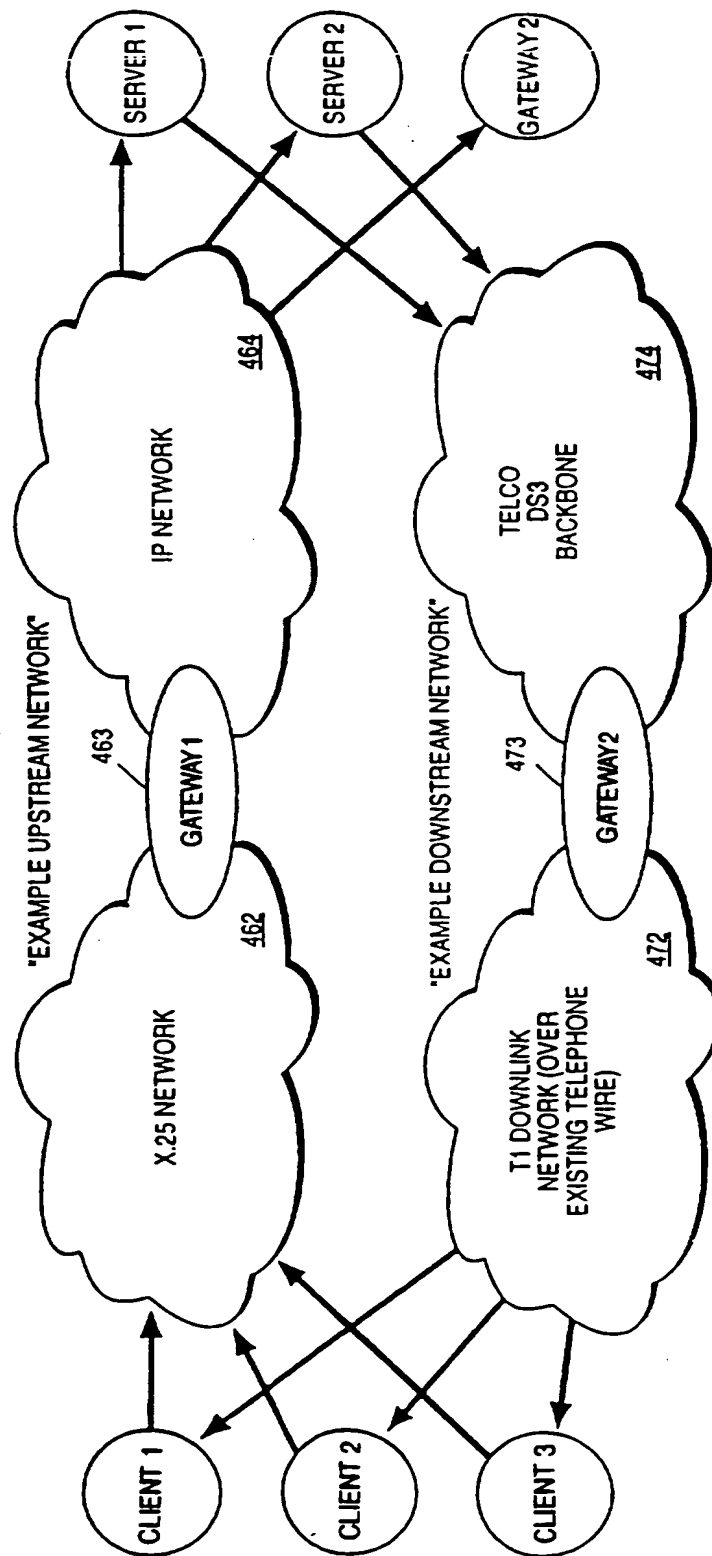 "EXAMPLE UPSTREAM NETWORK"
463
CLIENT 1
CLIENT 2
CLIENT 3
X.25 NETWORK
462
GATEWAY1
IP NETWORK
464
SERVER 1
SERVER 2
GATEWAY 2
"EXAMPLE DOWNSTREAM NETWORK"
473
T1 DOWNLINK
NETWORK (OVER
EXISTING TELEPHONE
WIRE)
472
GATEWAY2
TELCO
DS3
BACKBONE
474